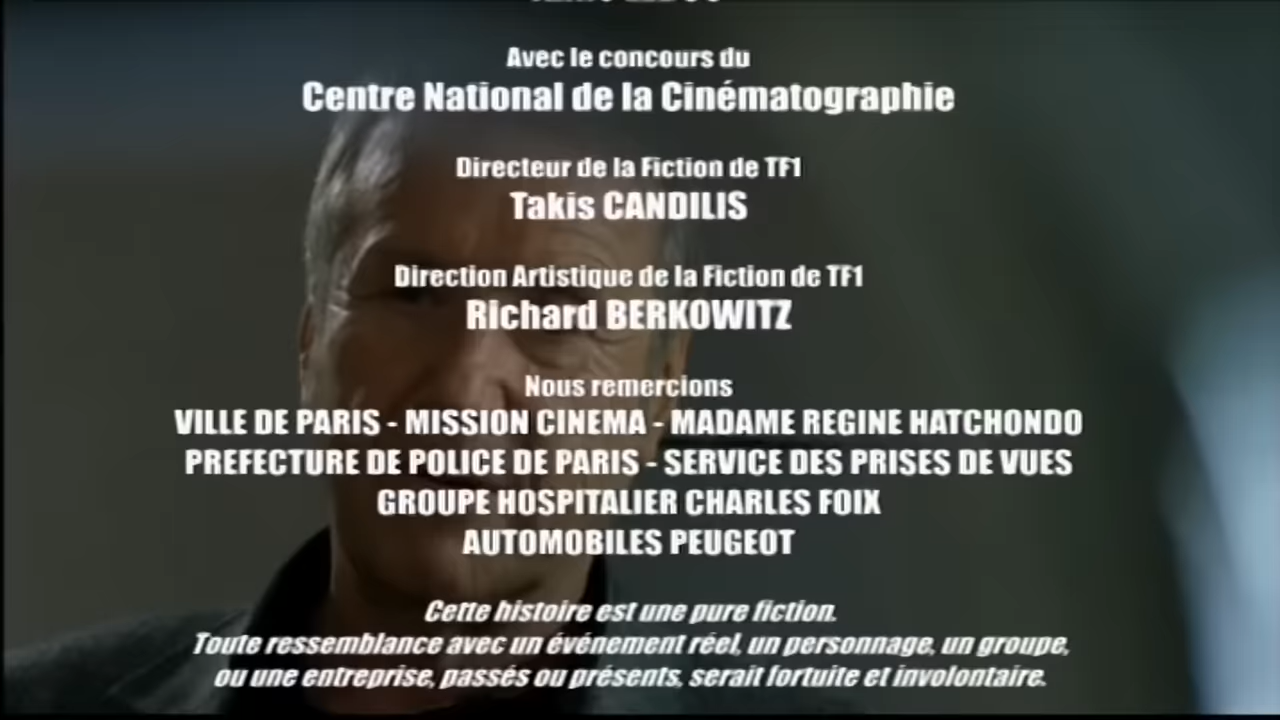 Avec le concours du
Centre National de la Cinématographie
Directeur de la Fiction de TF1
Takis CANDILIS
Direction Artistique de la Fiction de TF1
Richard BERKOWITZ
Nous remercions
VILLE DE PARIS - MISSION CINEMA - MADAME REGINE HATCHONDO
PREFECTURE DE POLICE DE PARIS - SERVICE DES PRISES DE VUES
GROUPE HOSPITALIER CHARLES FOIX
AUTOMOBILES PEUGEOT
Cette histoire est une pure fiction.
Toute ressemblance avec un événement réel, un personnage, un groupe,
ou une entreprise, passés ou présents, serait fortuite et involontaire.